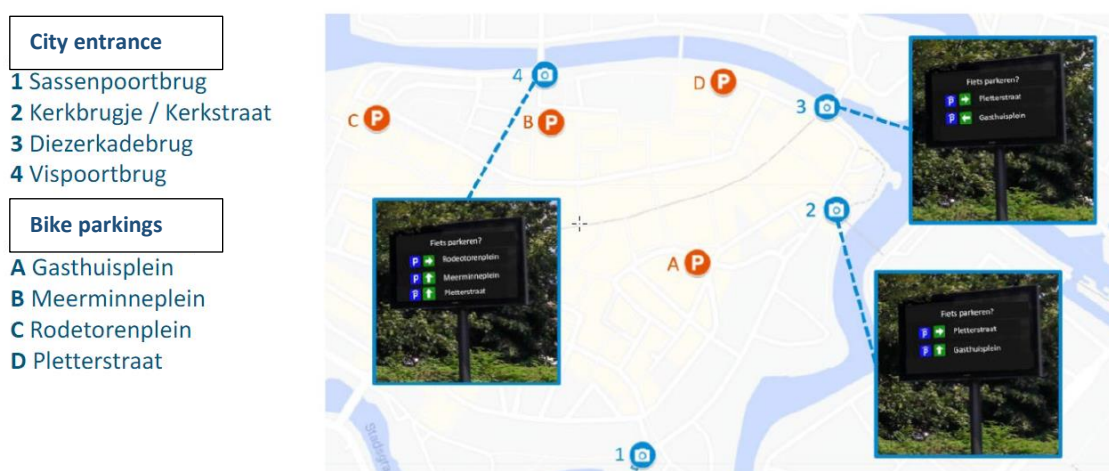 City entrance
1 Sassenpoortbrug
2 Kerkbrugje / Kerkstraat
3 Diezerkadebrug
4 Vispoortbrug
Bike parkings
A Gasthuisplein
B Meerminneplein
C Rodetorenplein
D Pletterstraat
4
D P
3
C P
B P
2
A P
1
Fiets parkeren?
P → Pletterstraat
P ← Gasthuisplein
Fiets parkeren?
P → Rodetorenplein
P ↑ Meerminneplein
P ↑ Pletterstraat
Fiets parkeren?
P → Pletterstraat
P ↑ Gasthuisplein
Stadsgra